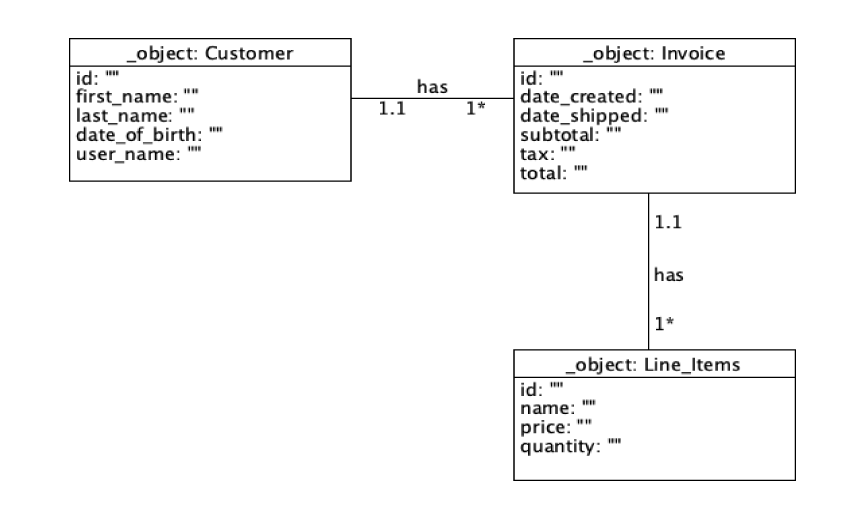 _object: Customer
id: ""
first_name: ""
last_name: ""
date_of_birth: ""
user_name: ""
has
1.1
1*
_object: Invoice
id: ""
date_created: ""
date_shipped: ""
subtotal: ""
tax: ""
total: ""
1.1
has
1*
_object: Line_Items
id: ""
name: ""
price: ""
quantity: ""